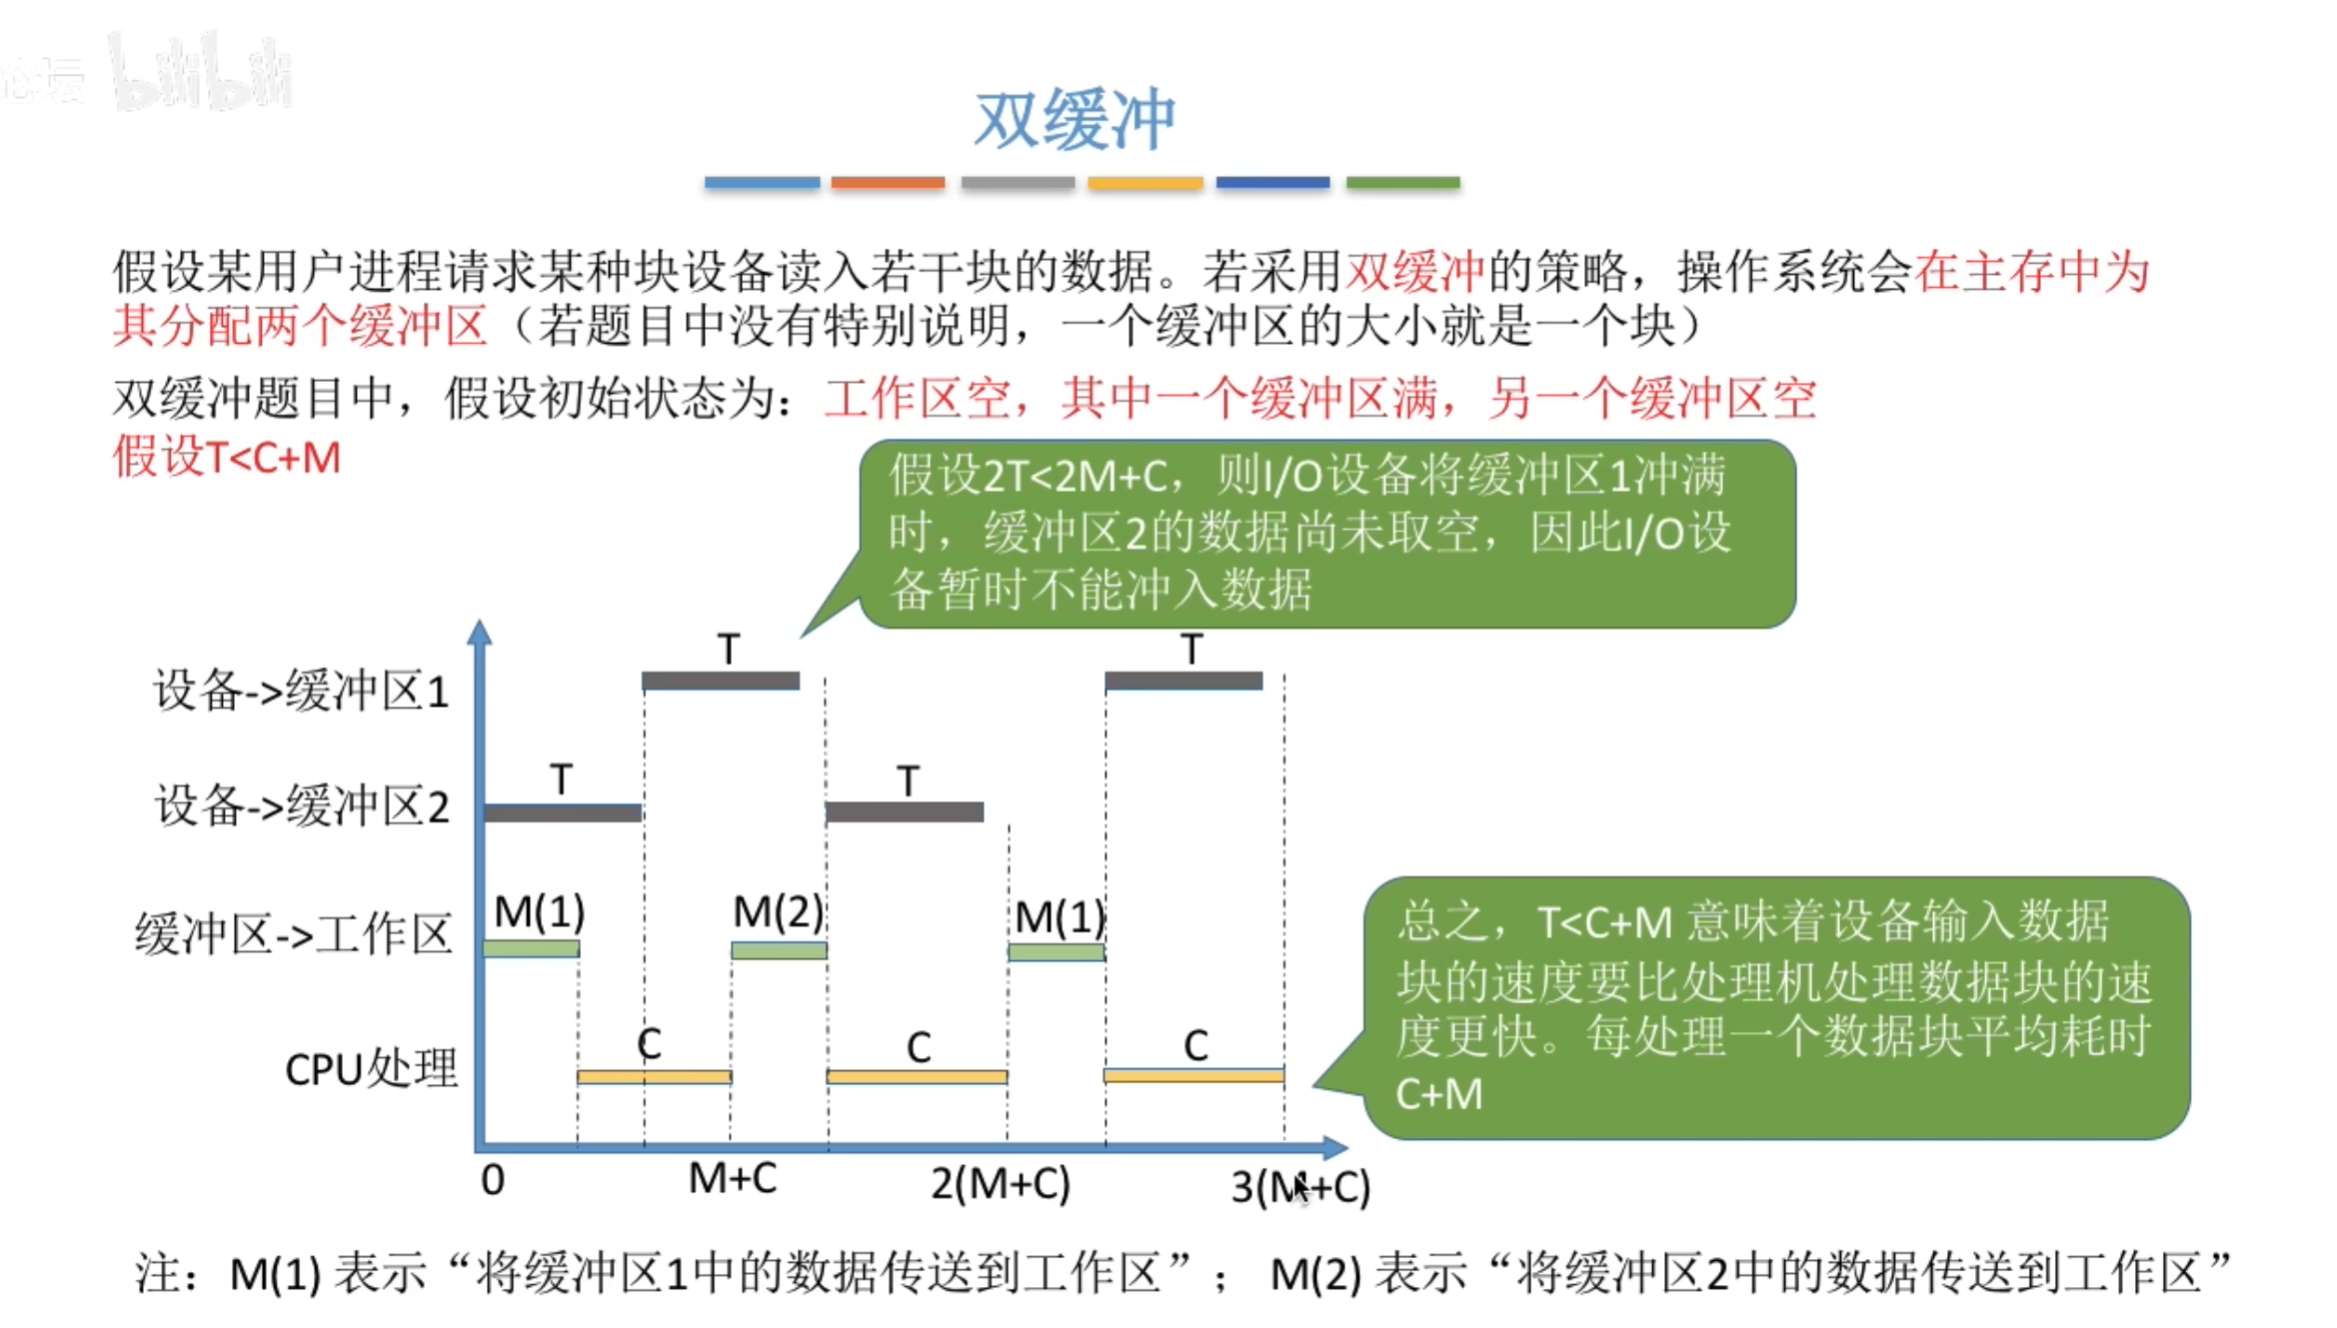 论坛 bilibili
双缓冲
假设某用户进程请求某种块设备读入若干块的数据。若采用双缓冲的策略，操作系统会在主存中为
其分配两个缓冲区（若题目中没有特别说明，一个缓冲区的大小就是一个块）
双缓冲题目中，假设初始状态为：工作区空，其中一个缓冲区满，另一个缓冲区空
假设T<C+M
假设2T<2M+C，则I/O设备将缓冲区1冲满
时，缓冲区2的数据尚未取空，因此I/O设
备暂时不能冲入数据
T
T
设备->缓冲区1
T
T
设备->缓冲区2
M(1)
M(2)
M(1)
缓冲区->工作区
C
C
C
CPU处理
总之，T<C+M 意味着设备输入数据
块的速度要比处理机处理数据块的速
度更快。每处理一个数据块平均耗时
C+M
0
M+C
2(M+C)
3(M+C)
注：M(1) 表示“将缓冲区1中的数据传送到工作区”； M(2) 表示“将缓冲区2中的数据传送到工作区”